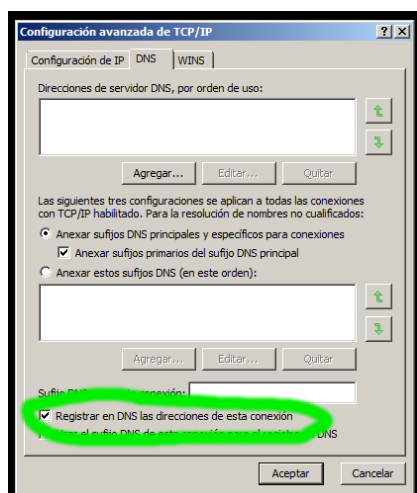 Configuración avanzada de TCP/IP
? X
Configuración de IP DNS WINS
Direcciones de servidor DNS, por orden de uso:
Agregar... Editar... Quitar
Las siguientes tres configuraciones se aplican a todas las conexiones
con TCP/IP habilitado. Para la resolución de nombres no cualificados:
Anexar sufijos DNS principales y específicos para conexiones
Anexar sufijos primarios del sufijo DNS principal
Anexar estos sufijos DNS (en este orden):
Agregar... Editar... Quitar
Sufijo conexión:
Registrar en DNS las direcciones de esta conexión
el sufijo DNS de esta DNS
Aceptar Cancelar